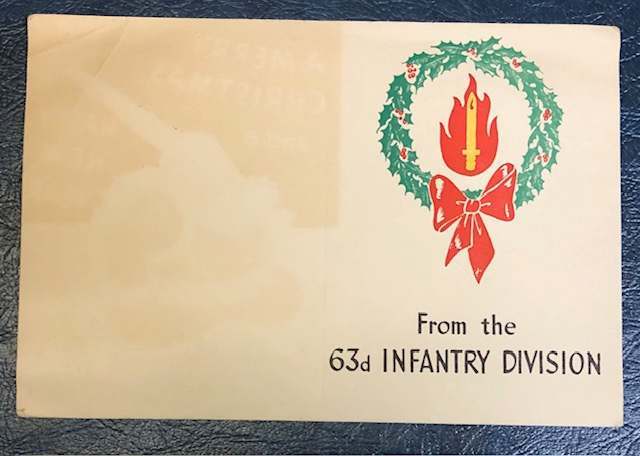 From the
63d INFANTRY DIVISION